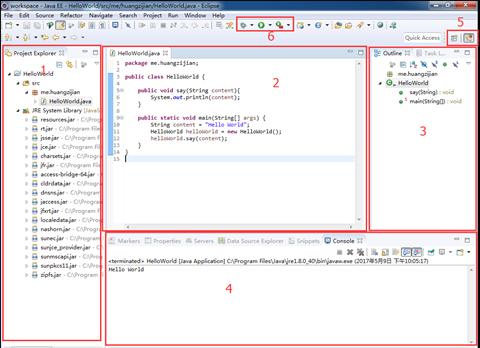 workspace - Java EE - HelloWorld/src/me/huangzijian/HelloWorld.java - Eclipse
File Edit Source Refactor Navigate Search Project Run Window Help
5
6
Quick Access
Project Explorer
1
HelloWorld
src
me.huangzijian
HelloWorld.java
JRE System Library [JavaSE
resources.jar - C:\Program
rt.jar - C:\Program Files
jsse.jar - C:\Program Files
jce.jar - C:\Program Files
charsets.jar - C:\Program Fi
jfr.jar - C:\Program Files
access-bridge-64.jar - C:\Pr
cldrdata.jar - C:\Program
dnsns.jar - C:\Program
jaccess.jar - C:\Program
jfxrt.jar - C:\Program Files
localedata.jar - C:\Program
nashorn.jar - C:\Program
sunec.jar - C:\Program
sunjce_provider.jar - C:\Pro
sunmscapi.jar - C:\Program
sunpkcs11.jar - C:\Program
zipfs.jar - C:\Program Files
HelloWorld.java
2
1 package me.huangzijian;
2
3 public class HelloWorld {
4
5 public void say(String content){
6 System.out.println(content);
7 }
8
9 public static void main(String[] args) {
10 String content = "Hello World";
11 HelloWorld helloWorld = new HelloWorld();
12 helloWorld.say(content);
13 }
14 }
15
Outline Task L
me.huangzijian
HelloWorld
say(String) : void
main(String[]) : void
3
Markers Properties Servers Data Source Explorer Snippets Console
<terminated> HelloWorld [Java Application] C:\Program Files\Java\jre1.8.0_40\bin\javaw.exe (2017年5月9日 下午10:05:17)
Hello World
4